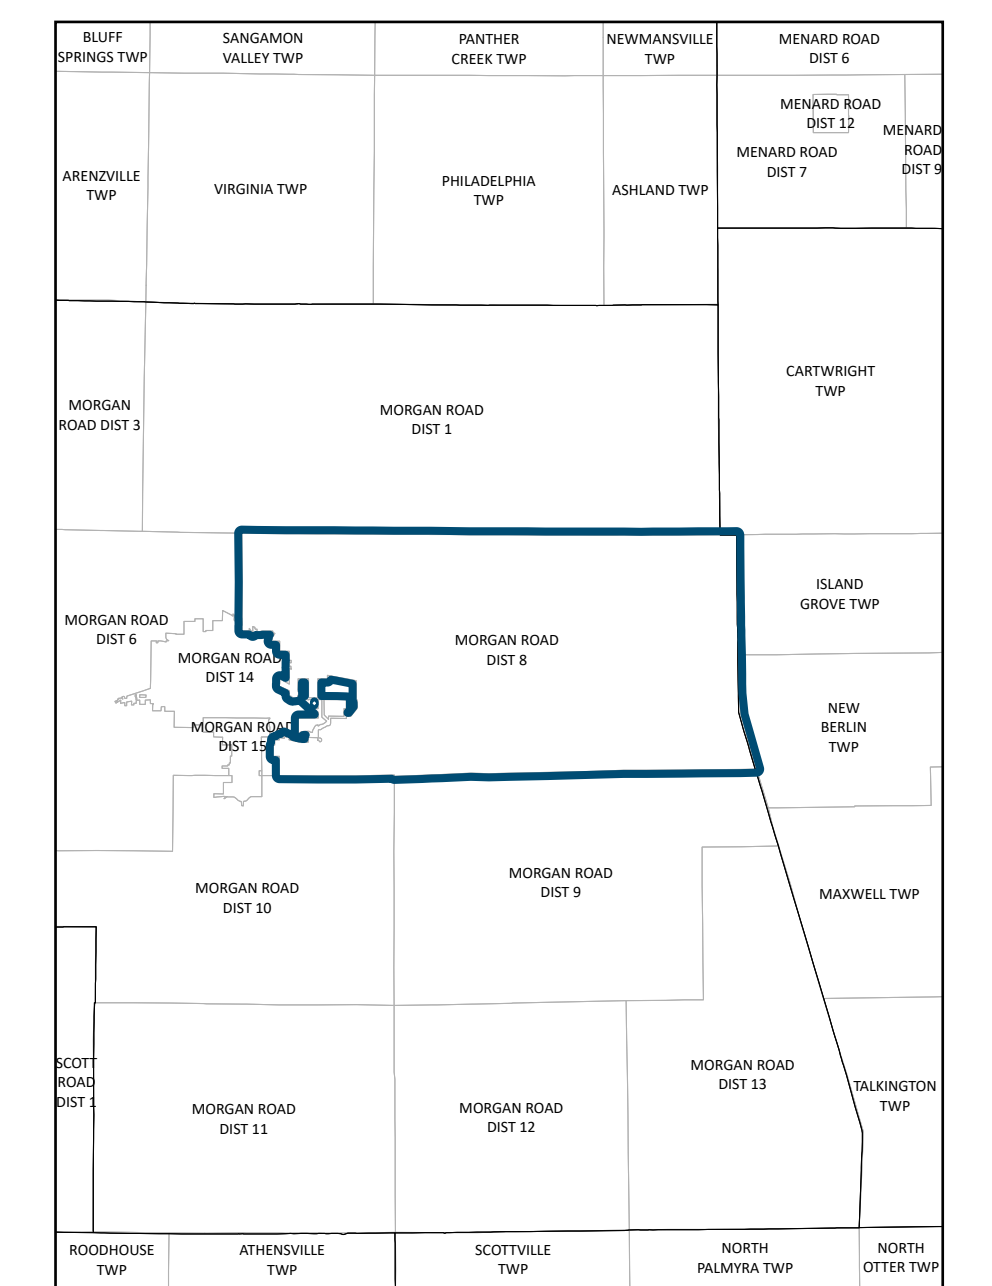 BLUFF
SPRINGS TWP
SANGAMON
VALLEY TWP
PANTHER
CREEK TWP
NEWMANSVILLE
TWP
MENARD ROAD
DIST 6
MENARD ROAD
DIST 12
MENARD
ROAD
DIST 9
MENARD ROAD
DIST 7
ARENZVILLE
TWP
VIRGINIA TWP
PHILADELPHIA
TWP
ASHLAND TWP
CARTWRIGHT
TWP
MORGAN
ROAD DIST 3
MORGAN ROAD
DIST 1
ISLAND
GROVE TWP
MORGAN ROAD
DIST 6
MORGAN ROAD
DIST 14
MORGAN ROAD
DIST 8
MORGAN ROAD
DIST 15
NEW
BERLIN
TWP
MORGAN ROAD
DIST 10
MORGAN ROAD
DIST 9
MAXWELL TWP
SCOTT
ROAD
DIST 1
MORGAN ROAD
DIST 11
MORGAN ROAD
DIST 12
MORGAN ROAD
DIST 13
TALKINGTON
TWP
ROODHOUSE
TWP
ATHENSVILLE
TWP
SCOTTVILLE
TWP
NORTH
PALMYRA TWP
NORTH
OTTER TWP